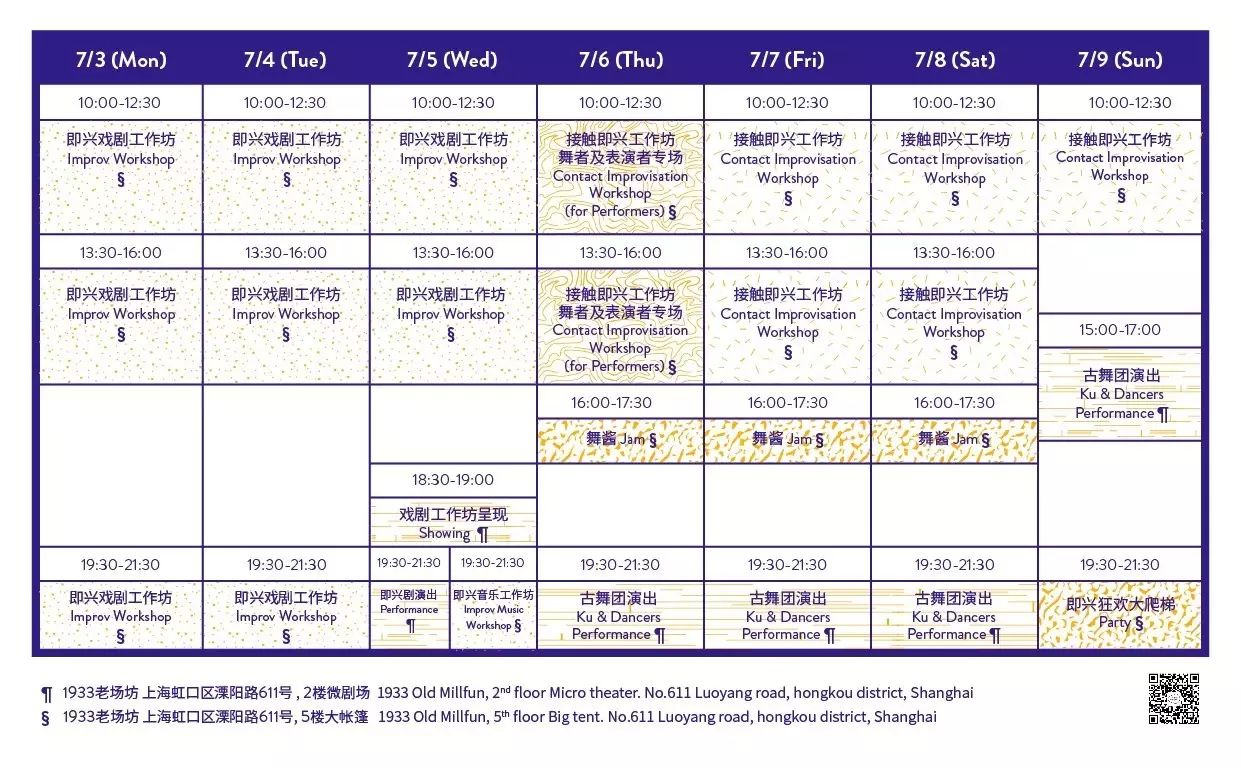 7/3 (Mon)
7/4 (Tue)
7/5 (Wed)
7/6 (Thu)
7/7 (Fri)
7/8 (Sat)
7/9 (Sun)
10:00-12:30
10:00-12:30
10:00-12:30
10:00-12:30
10:00-12:30
10:00-12:30
10:00-12:30
即兴戏剧工作坊
Improv Workshop
§
即兴戏剧工作坊
Improv Workshop
§
即兴戏剧工作坊
Improv Workshop
§
接触即兴工作坊
舞者及表演者专场
Contact Improvisation
Workshop
(for Performers) §
接触即兴工作坊
Contact Improvisation
Workshop
§
接触即兴工作坊
Contact Improvisation
Workshop
§
接触即兴工作坊
Contact Improvisation
Workshop
§
13:30-16:00
13:30-16:00
13:30-16:00
13:30-16:00
13:30-16:00
13:30-16:00
即兴戏剧工作坊
Improv Workshop
§
即兴戏剧工作坊
Improv Workshop
§
即兴戏剧工作坊
Improv Workshop
§
接触即兴工作坊
舞者及表演者专场
Contact Improvisation
Workshop
(for Performers) §
接触即兴工作坊
Contact Improvisation
Workshop
§
接触即兴工作坊
Contact Improvisation
Workshop
§
15:00-17:00
古舞团演出
Ku & Dancers
Performance ¶
16:00-17:30
16:00-17:30
16:00-17:30
舞酱 Jam §
舞酱 Jam §
舞酱 Jam §
18:30-19:00
戏剧工作坊呈现
Showing ¶
19:30-21:30
19:30-21:30
19:30-21:30
19:30-21:30
19:30-21:30
19:30-21:30
19:30-21:30
19:30-21:30
即兴戏剧工作坊
Improv Workshop
§
即兴戏剧工作坊
Improv Workshop
§
即兴剧演出
Performance
¶
即兴音乐工作坊
Improv Music
Workshop §
古舞团演出
Ku & Dancers
Performance ¶
古舞团演出
Ku & Dancers
Performance ¶
古舞团演出
Ku & Dancers
Performance ¶
即兴狂欢大爬梯
Party §
¶ 1933老场坊 上海虹口区溧阳路611号 , 2楼微剧场 1933 Old Millfun, 2nd floor Micro theater. No.611 Luoyang road, hongkou district, Shanghai
§ 1933老场坊 上海虹口区溧阳路611号, 5楼大帐篷 1933 Old Millfun, 5th floor Big tent. No.611 Luoyang road, hongkou district, Shanghai